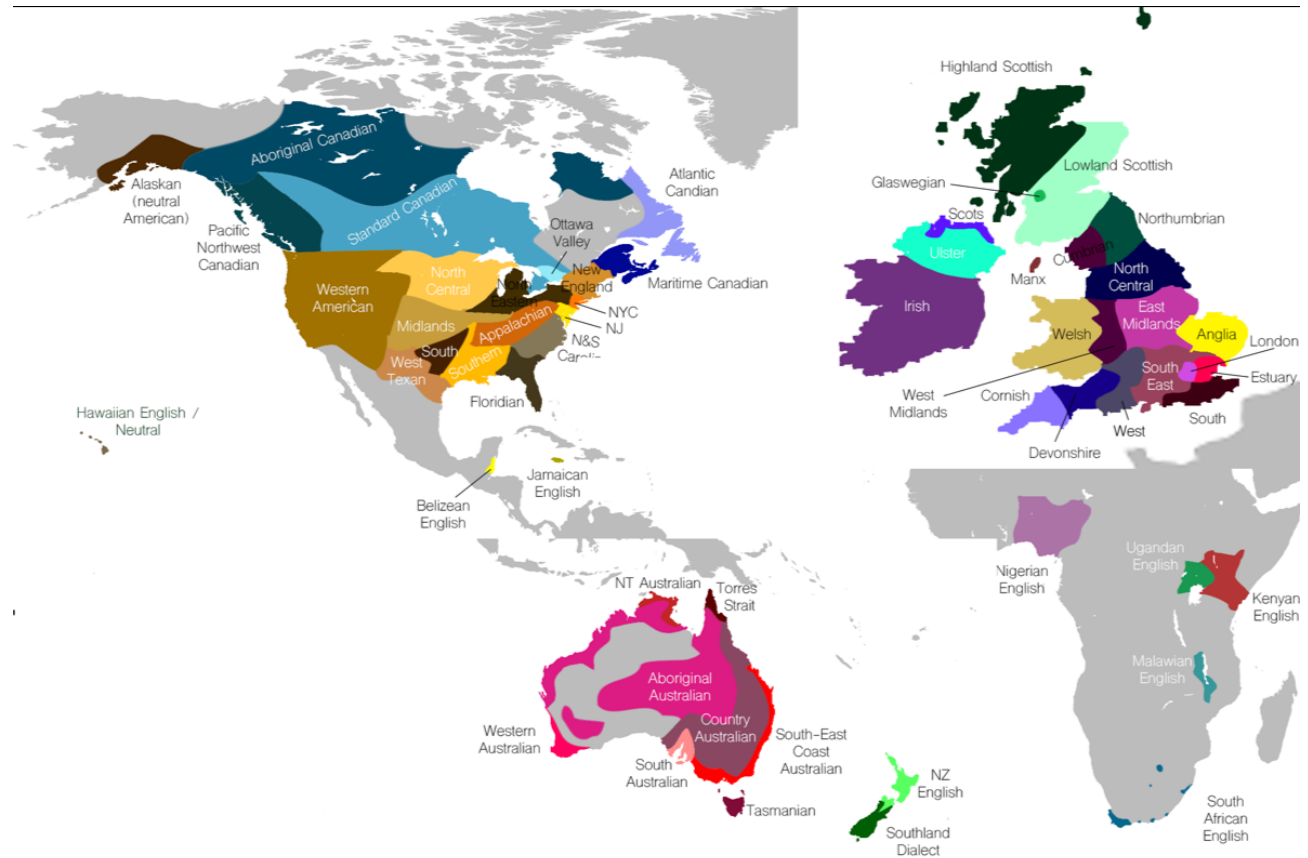 Highland Scottish
Aboriginal Canadian
Lowland Scottish
Atlantic
Candian
Alaskan
(neutral
American)
Glaswegian
Standard Canadian
Scots
Northumbrian
Ottawa
Valley
Pacific
Northwest
Canadian
Ulster
Cumbrian
Manx
North
Central
New
England
Maritime Canadian
North
Central
North
Eastern
Western
American
Irish
East
Midlands
NYC
Appalachian
Midlands
NJ
Welsh
Anglia
London
N&S
Carolina
South
Southern
West
Texan
South
East
Estuary
West
Midlands
Cornish
Floridian
South
West
Devonshire
Hawaiian English /
Neutral
Jamaican
English
Belizean
English
Ugandan
English
Nigerian
English
NT Australian
Torres
Strait
Kenyan
English
Malawian
English
Aboriginal
Australian
Country
Australian
Western
Australian
South-East
Coast
Australian
South
Australian
NZ
English
Tasmanian
South
African
English
Southland
Dialect